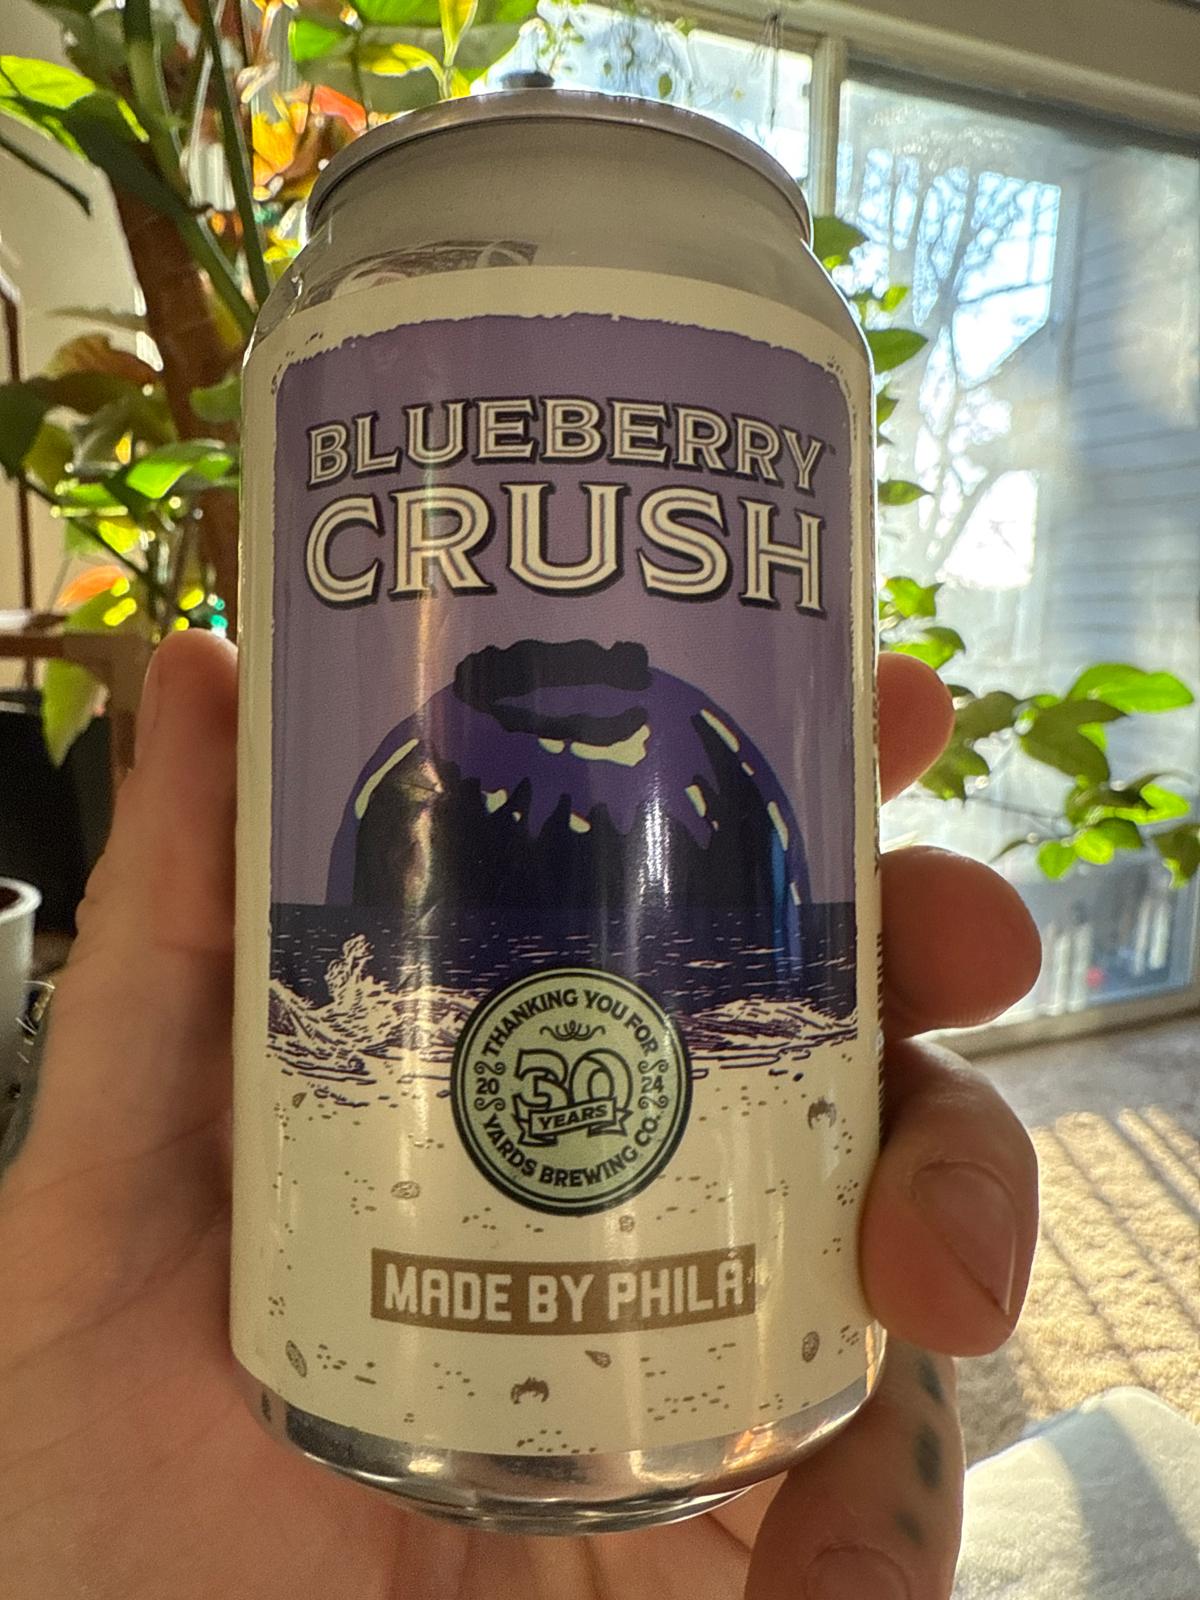 BLUEBERRY™
CRUSH
THANKING YOU FOR
20 30 24
YEARS
YARDS BREWING CO.
MADE BY PHILA